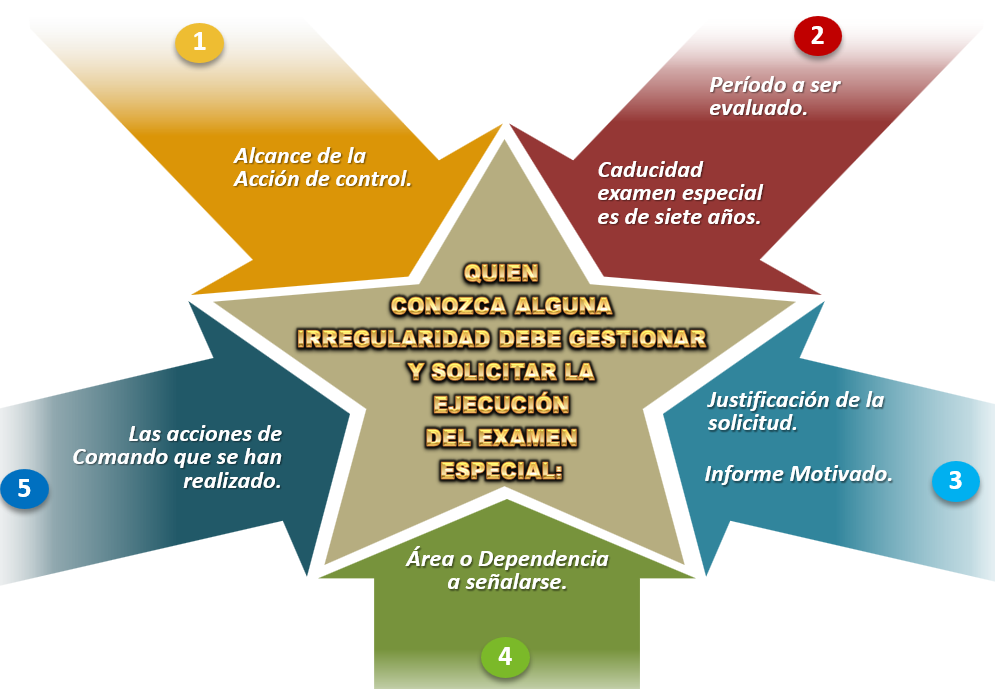 1
Alcance de la
Acción de control.
2
Período a ser
evaluado.
Caducidad
examen especial
es de siete años.
QUIEN
CONOZCA ALGUNA
IRREGULARIDAD DEBE GESTIONAR
Y SOLICITAR LA
EJECUCIÓN
DEL EXAMEN
ESPECIAL:
Justificación de la
solicitud.
Informe Motivado.
3
Área o Dependencia
a señalarse.
4
Las acciones de
Comando que se han
realizado.
5